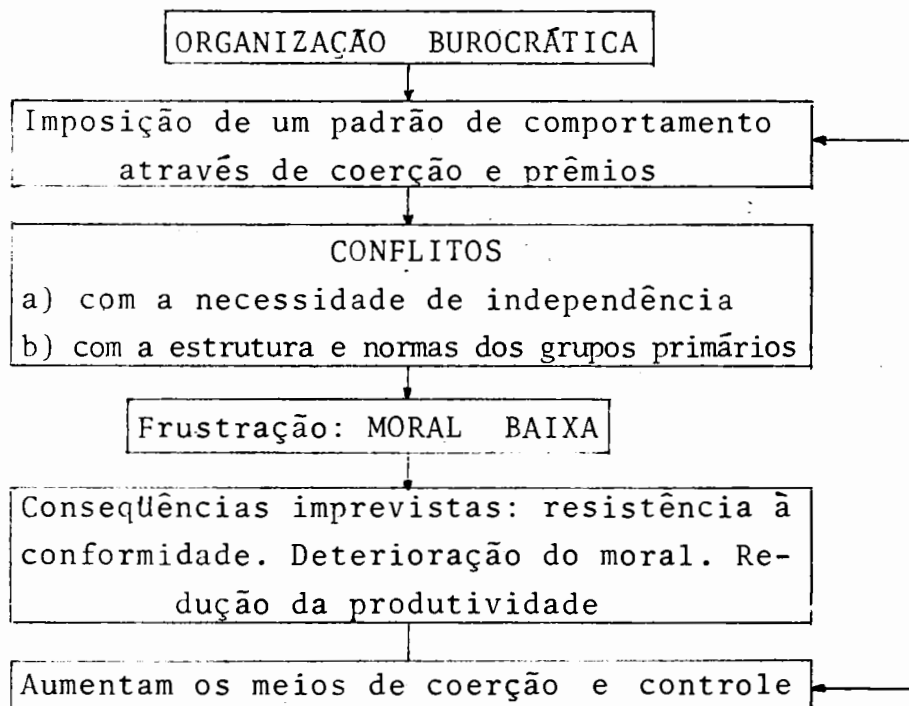 ORGANIZAÇÃO BUROCRÁTICA
Imposição de um padrão de comportamento
através de coerção e prêmios
CONFLITOS
a) com a necessidade de independência
b) com a estrutura e normas dos grupos primários
Frustração: MORAL BAIXA
Conseqüências imprevistas: resistência à
conformidade. Deterioração do moral. Re-
dução da produtividade
Aumentam os meios de coerção e controle